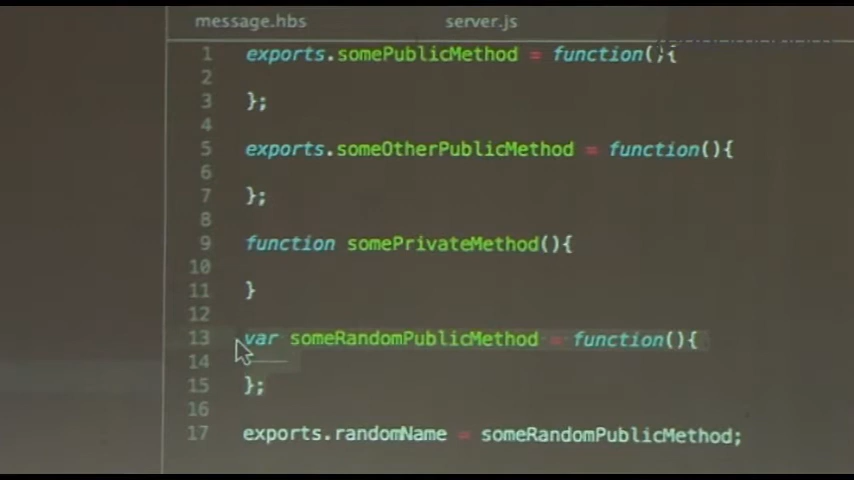 message.hbs server.js
1 exports.somePublicMethod = function(){
2
3 };
4
5 exports.someOtherPublicMethod = function(){
6
7 };
8
9 function somePrivateMethod(){
10
11 }
12
13 var someRandomPublicMethod = function(){
14
15 };
16
17 exports.randomName = someRandomPublicMethod;